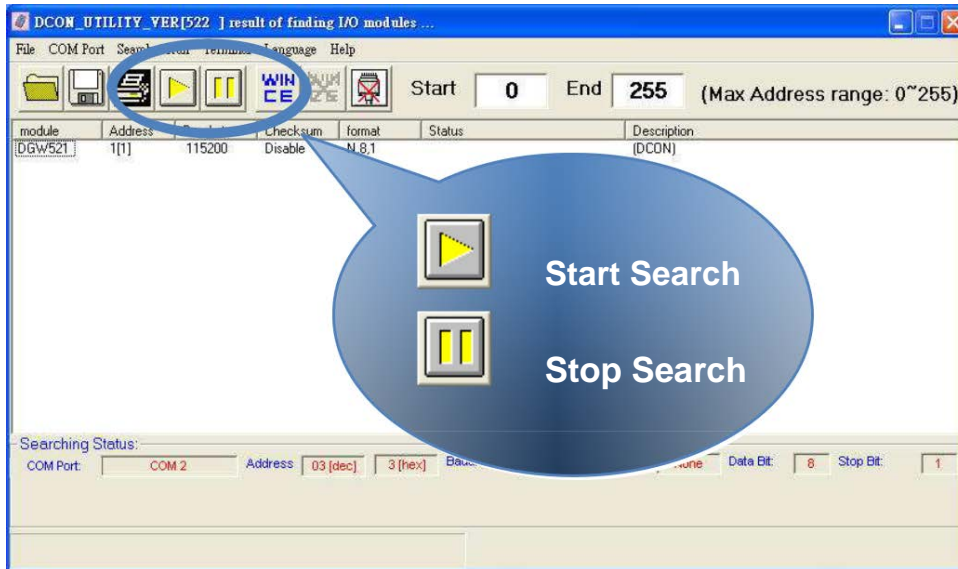 DCON_UTILITY_VER[522 ] result of finding I/O modules ...
File COM Port Search Language Help
WIN CE Start 0 End 255 (Max Address range: 0~255)
module Address Checksum format Status Description
DGW521 1[1] 115200 Disable N,8,1 (DCON)
Start Search
Stop Search
Searching Status:
COM Port: COM 2 Address 03 [dec] 3 [hex] None Data Bit: 8 Stop Bit: 1